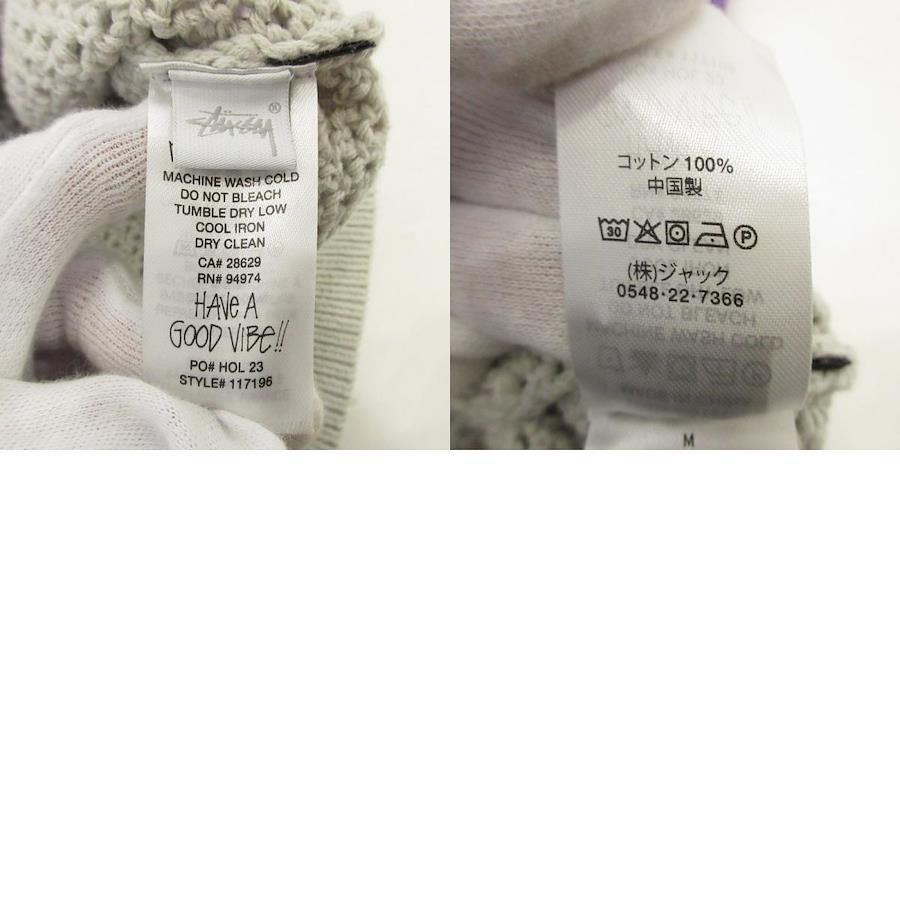 STÜSSY®
MACHINE WASH COLD
DO NOT BLEACH
TUMBLE DRY LOW
COOL IRON
DRY CLEAN
CA# 28629
RN# 94974
HAVE A
GOOD VIBE!!
PO# HOL 23
STYLE# 117196
コットン 100%
中国製
30
P
(株)ジャック
0548・22・7366
M